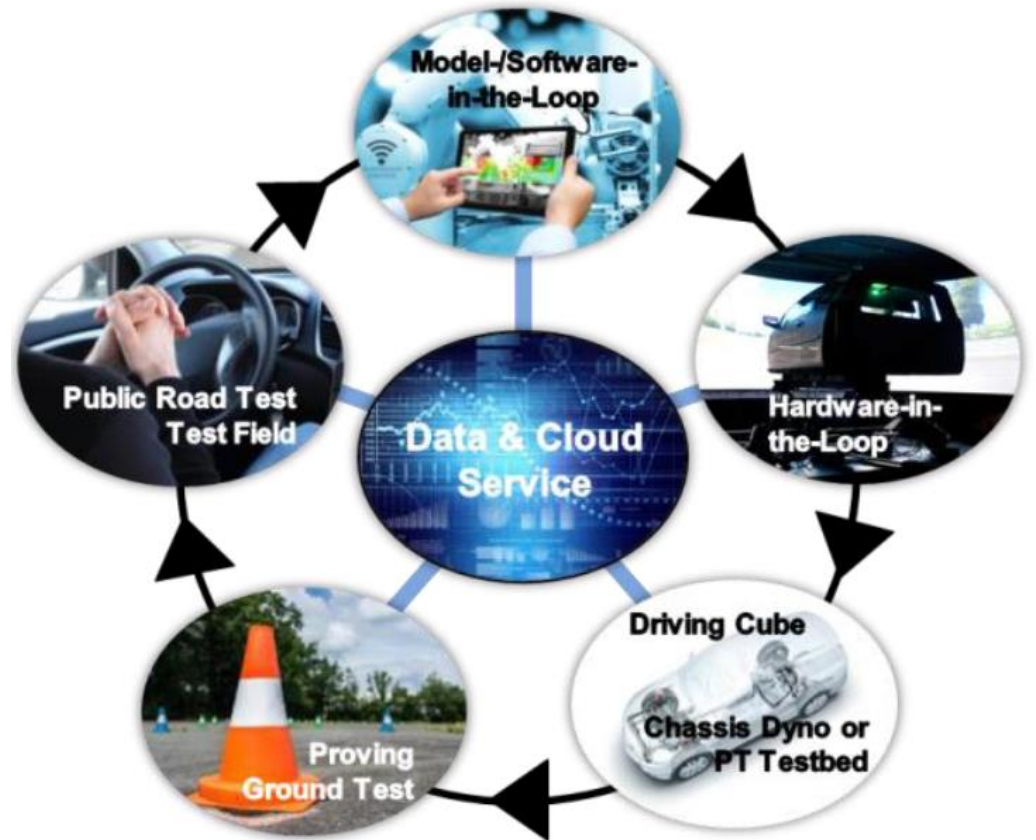 Model-/Software-
in-the-Loop
Hardware-in-
the-Loop
Driving Cube
Chassis Dyno or
PT Testbed
Proving
Ground Test
Public Road Test
Test Field
Data & Cloud
Service